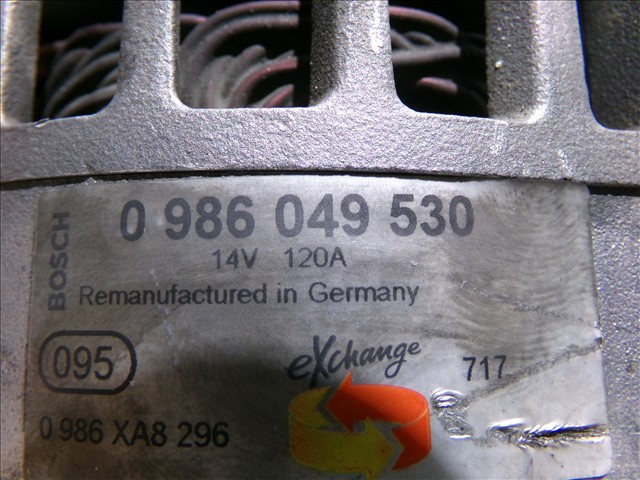 BOSCH
0 986 049 530
14V 120A
Remanufactured in Germany
095
eXchange
717
0 986 XA8 296